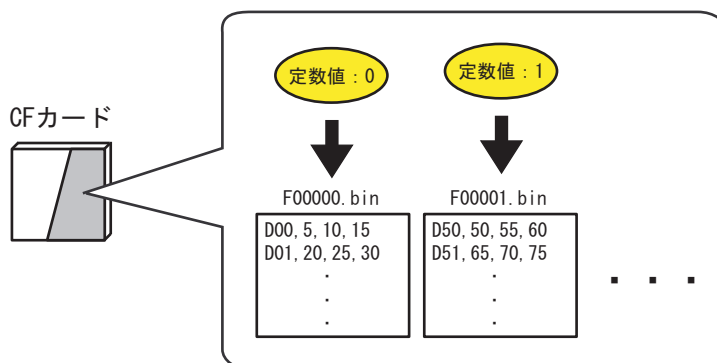 定数値：0
定数値：1
CFカード
F00000.bin
F00001.bin
D00, 5, 10, 15
D01, 20, 25, 30
・
・
・
D50, 50, 55, 60
D51, 65, 70, 75
・
・
・
・ ・ ・